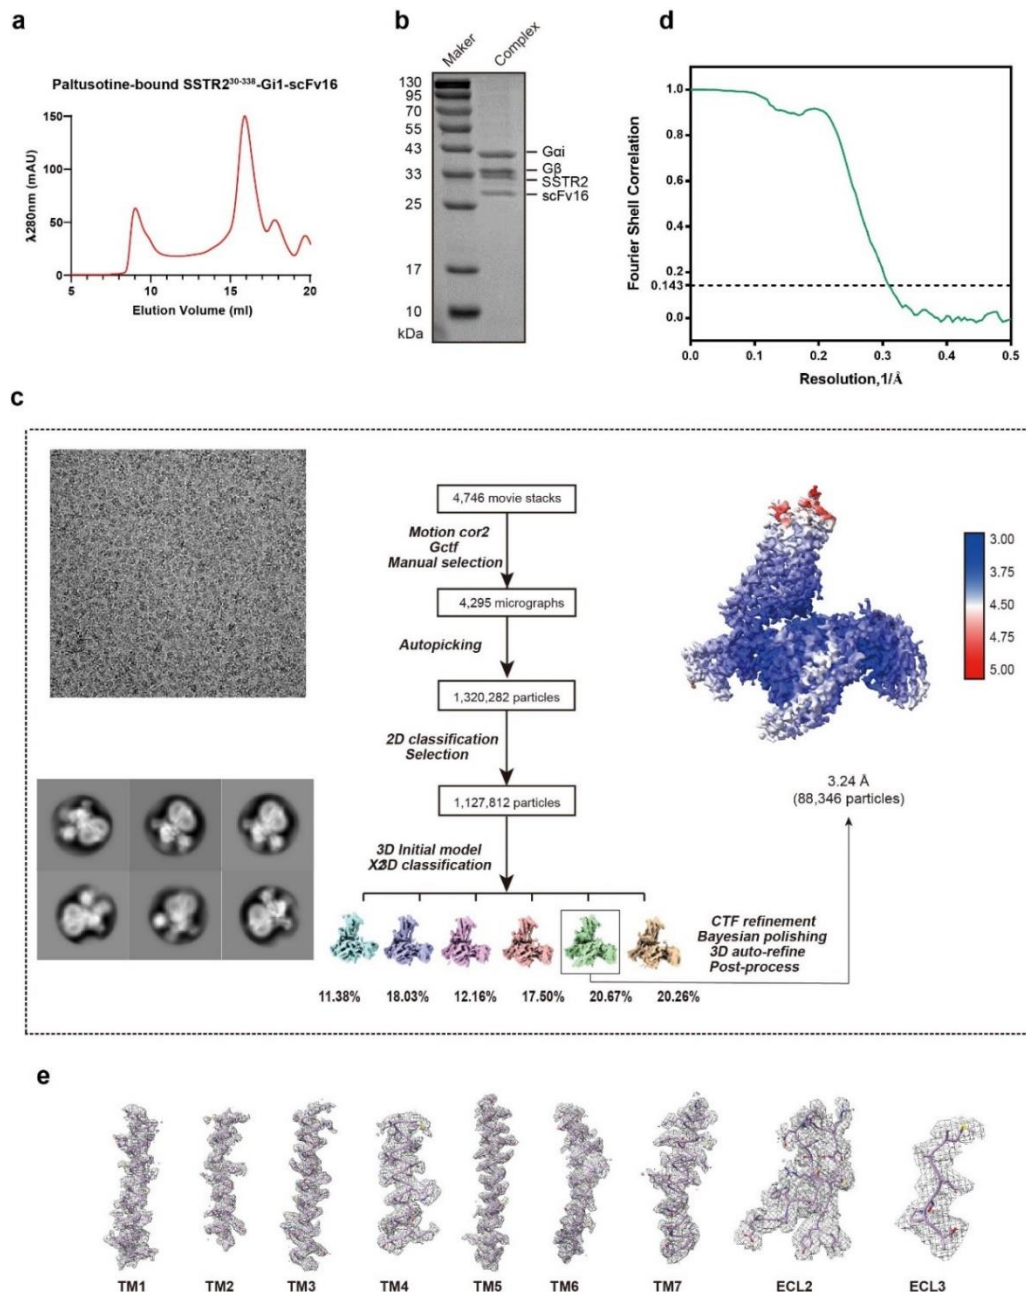 a
Paltusotine-bound SSTR2³⁰⁻³³⁸-Gi1-scFv16
λ280nm (mAU)
150
100
50
0
5
10
15
20
Elution Volume (ml)
b
Maker
Complex
130
95
70
55
43
33
25
17
10
kDa
Gαi
Gβ
SSTR2
scFv16
d
Fourier Shell Correlation
1.0
0.8
0.6
0.4
0.2
0.143
0.0
0.0
0.1
0.2
0.3
0.4
0.5
Resolution,1/Å
c
4,746 movie stacks
Motion cor2
Gctf
Manual selection
4,295 micrographs
Autopicking
1,320,282 particles
2D classification
Selection
1,127,812 particles
3D Initial model
X23D classification
11.38%
18.03%
12.16%
17.50%
20.67%
20.26%
CTF refinement
Bayesian polishing
3D auto-refine
Post-process
3.24 Å
(88,346 particles)
3.00
3.75
4.50
4.75
5.00
e
TM1
TM2
TM3
TM4
TM5
TM6
TM7
ECL2
ECL3